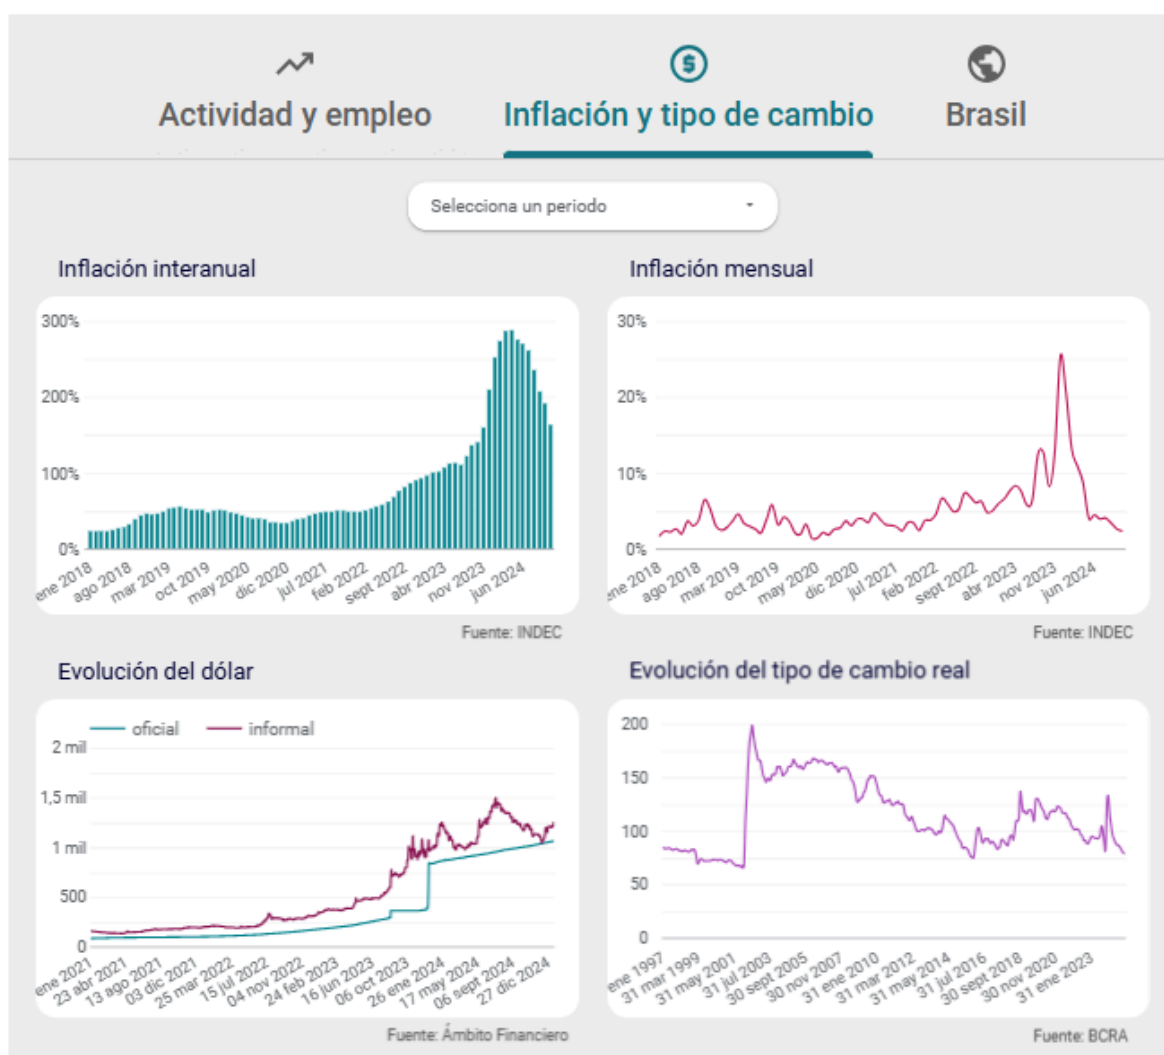 Actividad y empleo
Inflación y tipo de cambio
Brasil
Selecciona un periodo
Inflación interanual
300%
200%
100%
0%
ene 2018
ago 2018
mar 2019
oct 2019
may 2020
dic 2020
jul 2021
feb 2022
sept 2022
abr 2023
nov 2023
jun 2024
Fuente: INDEC
Inflación mensual
30%
20%
10%
0%
ene 2018
ago 2018
mar 2019
oct 2019
may 2020
dic 2020
jul 2021
feb 2022
sept 2022
abr 2023
nov 2023
jun 2024
Fuente: INDEC
Evolución del dólar
oficial
informal
2 mil
1,5 mil
1 mil
500
0
ene 2021
23 abr 2021
13 ago 2021
03 dic 2021
25 mar 2022
15 jul 2022
04 nov 2022
24 feb 2023
16 jun 2023
06 oct 2023
26 ene 2024
17 may 2024
06 sept 2024
27 dic 2024
Fuente: Ámbito Financiero
Evolución del tipo de cambio real
200
150
100
50
0
ene 1997
31 mar 1999
31 may 2001
31 jul 2003
30 sept 2005
30 nov 2007
31 ene 2010
31 mar 2012
31 may 2014
31 jul 2016
30 sept 2018
30 nov 2020
31 ene 2023
Fuente: BCRA